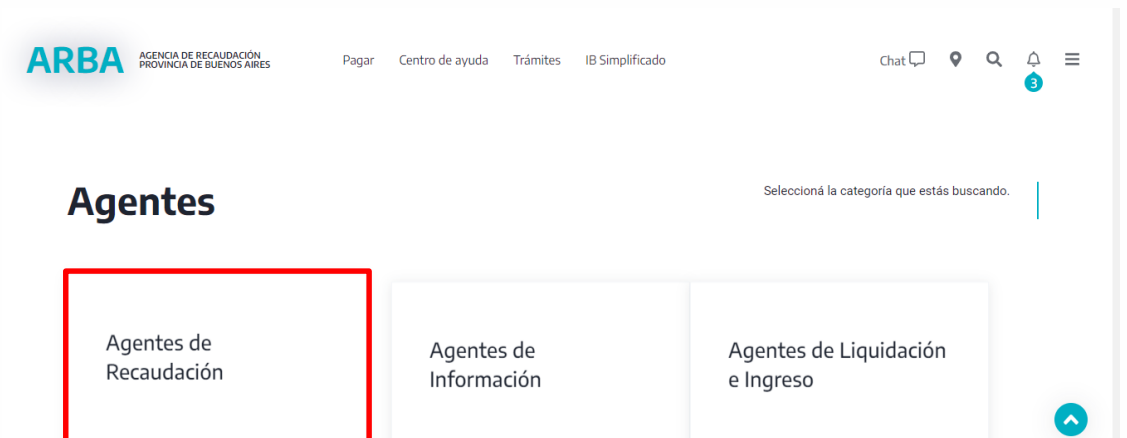 ARBA
AGENCIA DE RECAUDACIÓN
PROVINCIA DE BUENOS AIRES
Pagar
Centro de ayuda
Trámites
IB Simplificado
Chat
3
Agentes
Seleccioná la categoría que estás buscando.
Agentes de
Recaudación
Agentes de
Información
Agentes de Liquidación
e Ingreso